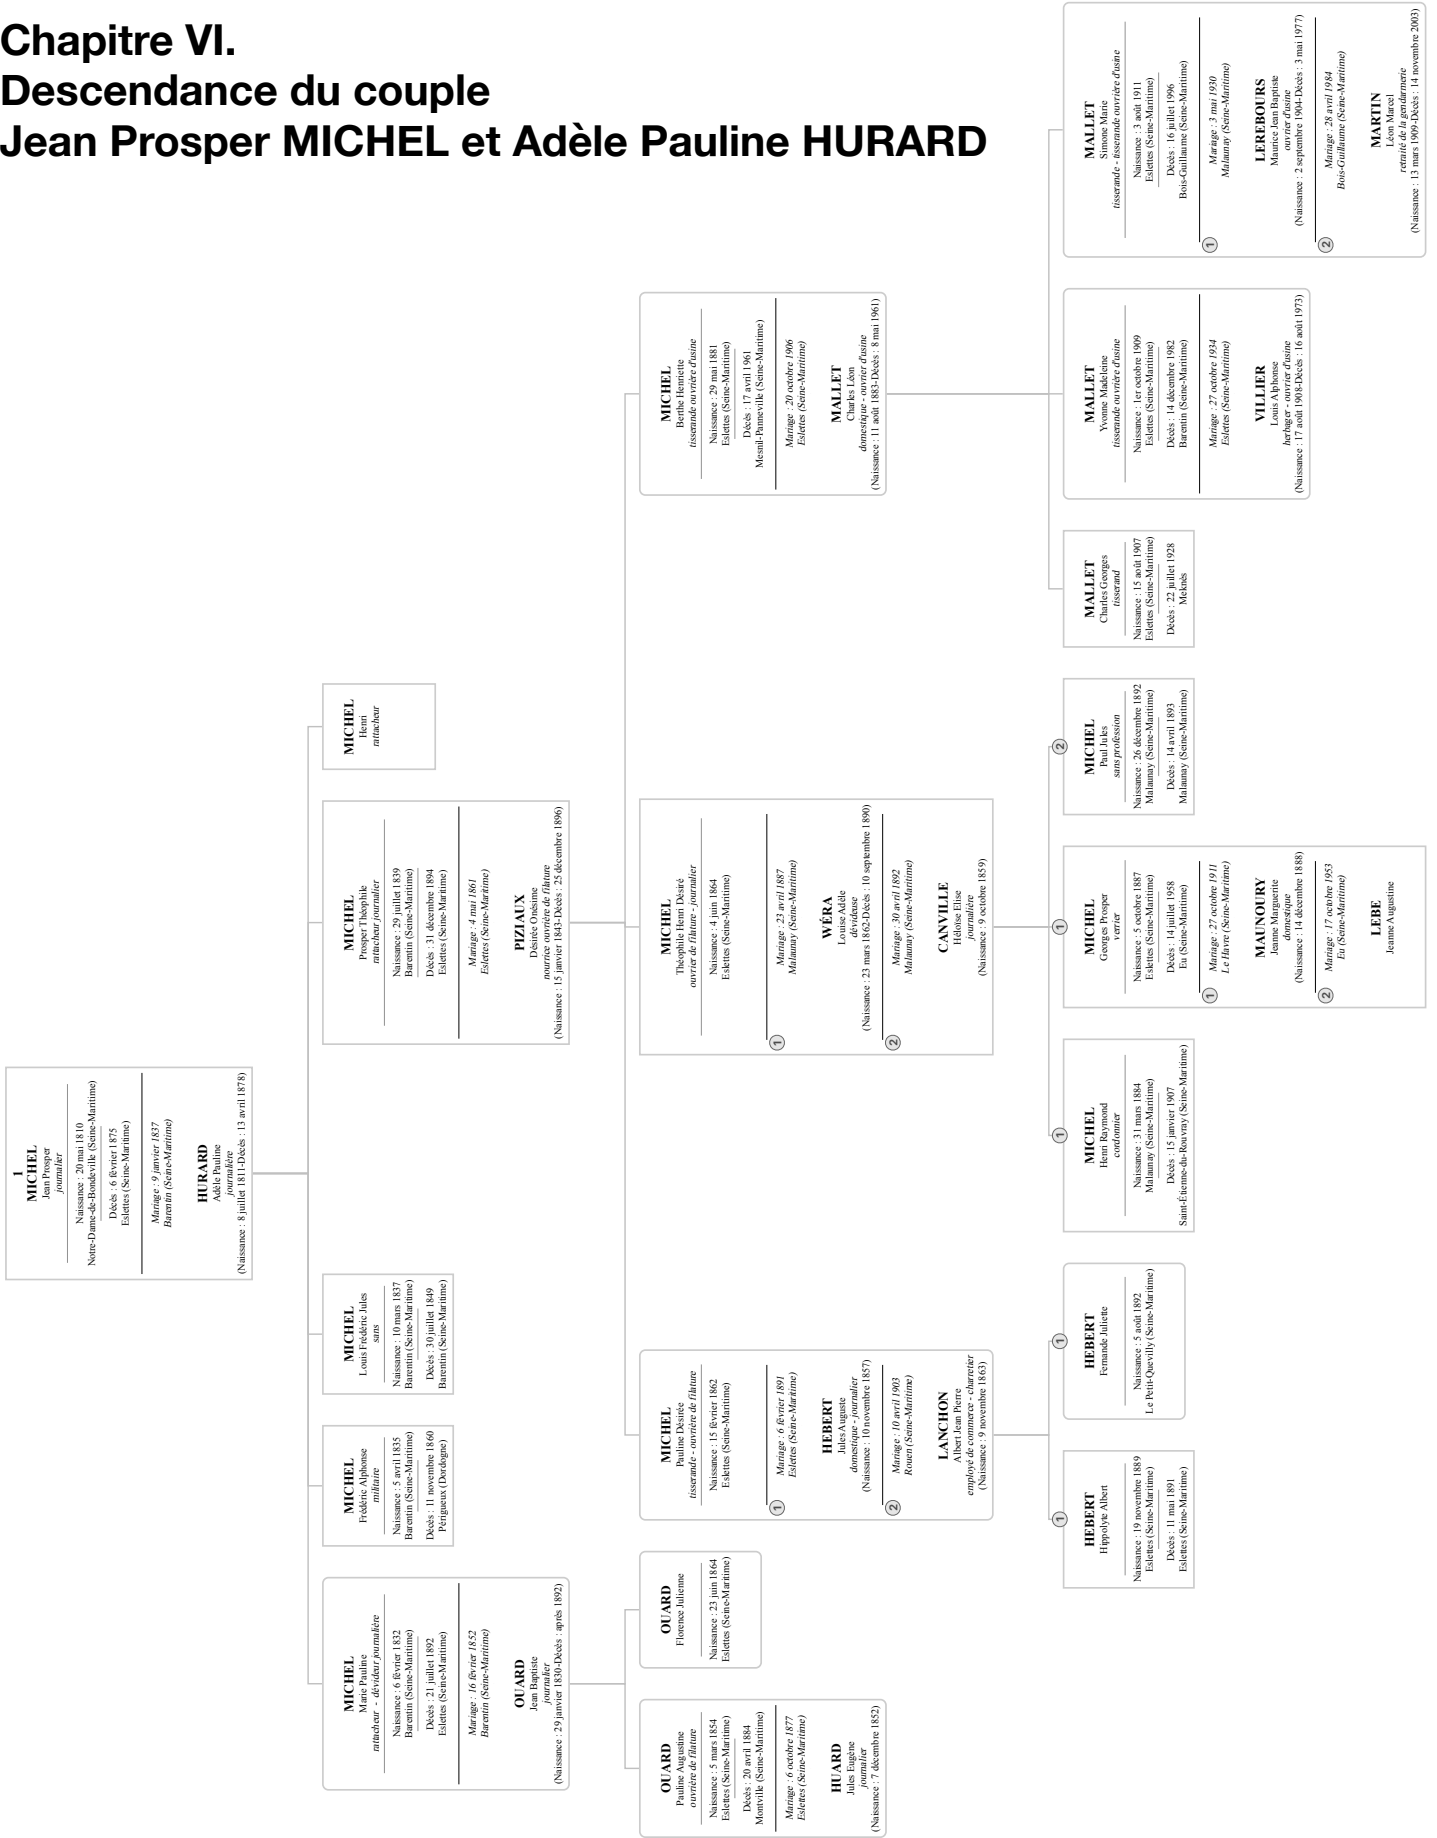 Chapitre VI.
Descendance du couple
Jean Prosper MICHEL et Adèle Pauline HURARD
1
MICHEL
Jean Prosper
journalier
Naissance : 20 mai 1810
Notre-Dame-de-Bondeville (Seine-Maritime)
Décès : 6 février 1875
Eslettes (Seine-Maritime)
Mariage : 9 janvier 1837
Barentin (Seine-Maritime)
HURARD
Adèle Pauline
journalière
(Naissance : 8 juillet 1811-Décès : 13 avril 1878)
MICHEL
Marie Pauline
rattacheur - dévideur journalière
Naissance : 6 février 1832
Barentin (Seine-Maritime)
Décès : 21 juillet 1892
Eslettes (Seine-Maritime)
Mariage : 16 février 1852
Barentin (Seine-Maritime)
OUARD
Jean Baptiste
journalier
(Naissance : 29 janvier 1830-Décès : après 1892)
MICHEL
Frédéric Alphonse
militaire
Naissance : 5 avril 1835
Barentin (Seine-Maritime)
Décès : 11 novembre 1860
Périgueux (Dordogne)
MICHEL
Louis Frédéric Jules
sans
Naissance : 10 mars 1837
Barentin (Seine-Maritime)
Décès : 30 juillet 1849
Barentin (Seine-Maritime)
MICHEL
Prosper Théophile
rattacheur journalier
Naissance : 29 juillet 1839
Barentin (Seine-Maritime)
Décès : 31 décembre 1894
Eslettes (Seine-Maritime)
Mariage : 4 mai 1861
Eslettes (Seine-Maritime)
PIZIAUX
Désirée Onésime
nourrice ouvrière de filature
(Naissance : 15 janvier 1843-Décès : 25 décembre 1896)
MICHEL
Henri
rattacheur
OUARD
Pauline Augustine
ouvrière de filature
Naissance : 5 mars 1854
Eslettes (Seine-Maritime)
Décès : 20 avril 1884
Montville (Seine-Maritime)
Mariage : 6 octobre 1877
Eslettes (Seine-Maritime)
HUARD
Jules Eugène
journalier
(Naissance : 7 décembre 1852)
OUARD
Florence Julienne
Naissance : 23 juin 1864
Eslettes (Seine-Maritime)
MICHEL
Pauline Désirée
tisserande - ouvrière de filature
Naissance : 15 février 1862
Eslettes (Seine-Maritime)
1
Mariage : 6 février 1891
Eslettes (Seine-Maritime)
HEBERT
Jules Auguste
domestique - journalier
(Naissance : 10 novembre 1857)
2
Mariage : 10 avril 1903
Rouen (Seine-Maritime)
LANCHON
Albert Jean Pierre
employé de commerce - charretier
(Naissance : 9 novembre 1863)
MICHEL
Théophile Henri Désiré
ouvrier de filature - journalier
Naissance : 4 juin 1864
Eslettes (Seine-Maritime)
1
Mariage : 23 avril 1887
Malaunay (Seine-Maritime)
WÉRA
Louise Adèle
dévideuse
(Naissance : 23 mars 1862-Décès : 10 septembre 1890)
2
Mariage : 30 avril 1892
Malaunay (Seine-Maritime)
CANVILLE
Héloïse Elise
journalière
(Naissance : 9 octobre 1859)
MICHEL
Berthe Henriette
tisserande ouvrière d'usine
Naissance : 29 mai 1881
Eslettes (Seine-Maritime)
Décès : 17 avril 1961
Mesnil-Panneville (Seine-Maritime)
Mariage : 20 octobre 1906
Eslettes (Seine-Maritime)
MALLET
Charles Léon
domestique - ouvrier d'usine
(Naissance : 11 août 1883-Décès : 8 mai 1961)
1
HEBERT
Hippolyte Albert
Naissance : 19 novembre 1889
Eslettes (Seine-Maritime)
Décès : 11 mai 1891
Eslettes (Seine-Maritime)
1
HEBERT
Fernande Juliette
Naissance : 5 août 1892
Le Petit-Quevilly (Seine-Maritime)
1
MICHEL
Henri Raymond
cordonnier
Naissance : 31 mars 1884
Malaunay (Seine-Maritime)
Décès : 15 janvier 1907
Saint-Étienne-du-Rouvray (Seine-Maritime)
1
MICHEL
Georges Prosper
verrier
Naissance : 5 octobre 1887
Eslettes (Seine-Maritime)
Décès : 14 juillet 1958
Eu (Seine-Maritime)
1
Mariage : 27 octobre 1911
Le Havre (Seine-Maritime)
MAUNOURY
Jeanne Marguerite
domestique
(Naissance : 14 décembre 1888)
2
Mariage : 17 octobre 1953
Eu (Seine-Maritime)
LEBE
Jeanne Augustine
2
MICHEL
Paul Jules
sans profession
Naissance : 26 décembre 1892
Malaunay (Seine-Maritime)
Décès : 14 avril 1893
Malaunay (Seine-Maritime)
MALLET
Charles Georges
tisserand
Naissance : 15 août 1907
Eslettes (Seine-Maritime)
Décès : 22 juillet 1928
Meknès
MALLET
Yvonne Madeleine
tisserande ouvrière d'usine
Naissance : 1er octobre 1909
Eslettes (Seine-Maritime)
Décès : 14 décembre 1982
Barentin (Seine-Maritime)
Mariage : 27 octobre 1934
Eslettes (Seine-Maritime)
VILLIER
Louis Alphonse
herbager - ouvrier d'usine
(Naissance : 17 août 1908-Décès : 16 août 1973)
MALLET
Simone Marie
tisserande - tisserande ouvrière d'usine
Naissance : 3 août 1911
Eslettes (Seine-Maritime)
Décès : 16 juillet 1996
Bois-Guillaume (Seine-Maritime)
1
Mariage : 3 mai 1930
Malaunay (Seine-Maritime)
LEREBOURS
Maurice Jean Baptiste
ouvrier d'usine
(Naissance : 2 septembre 1904-Décès : 3 mai 1977)
2
Mariage : 28 avril 1984
Bois-Guillaume (Seine-Maritime)
MARTIN
Léon Marcel
retraité de la gendarmerie
(Naissance : 13 mars 1909-Décès : 14 novembre 2003)